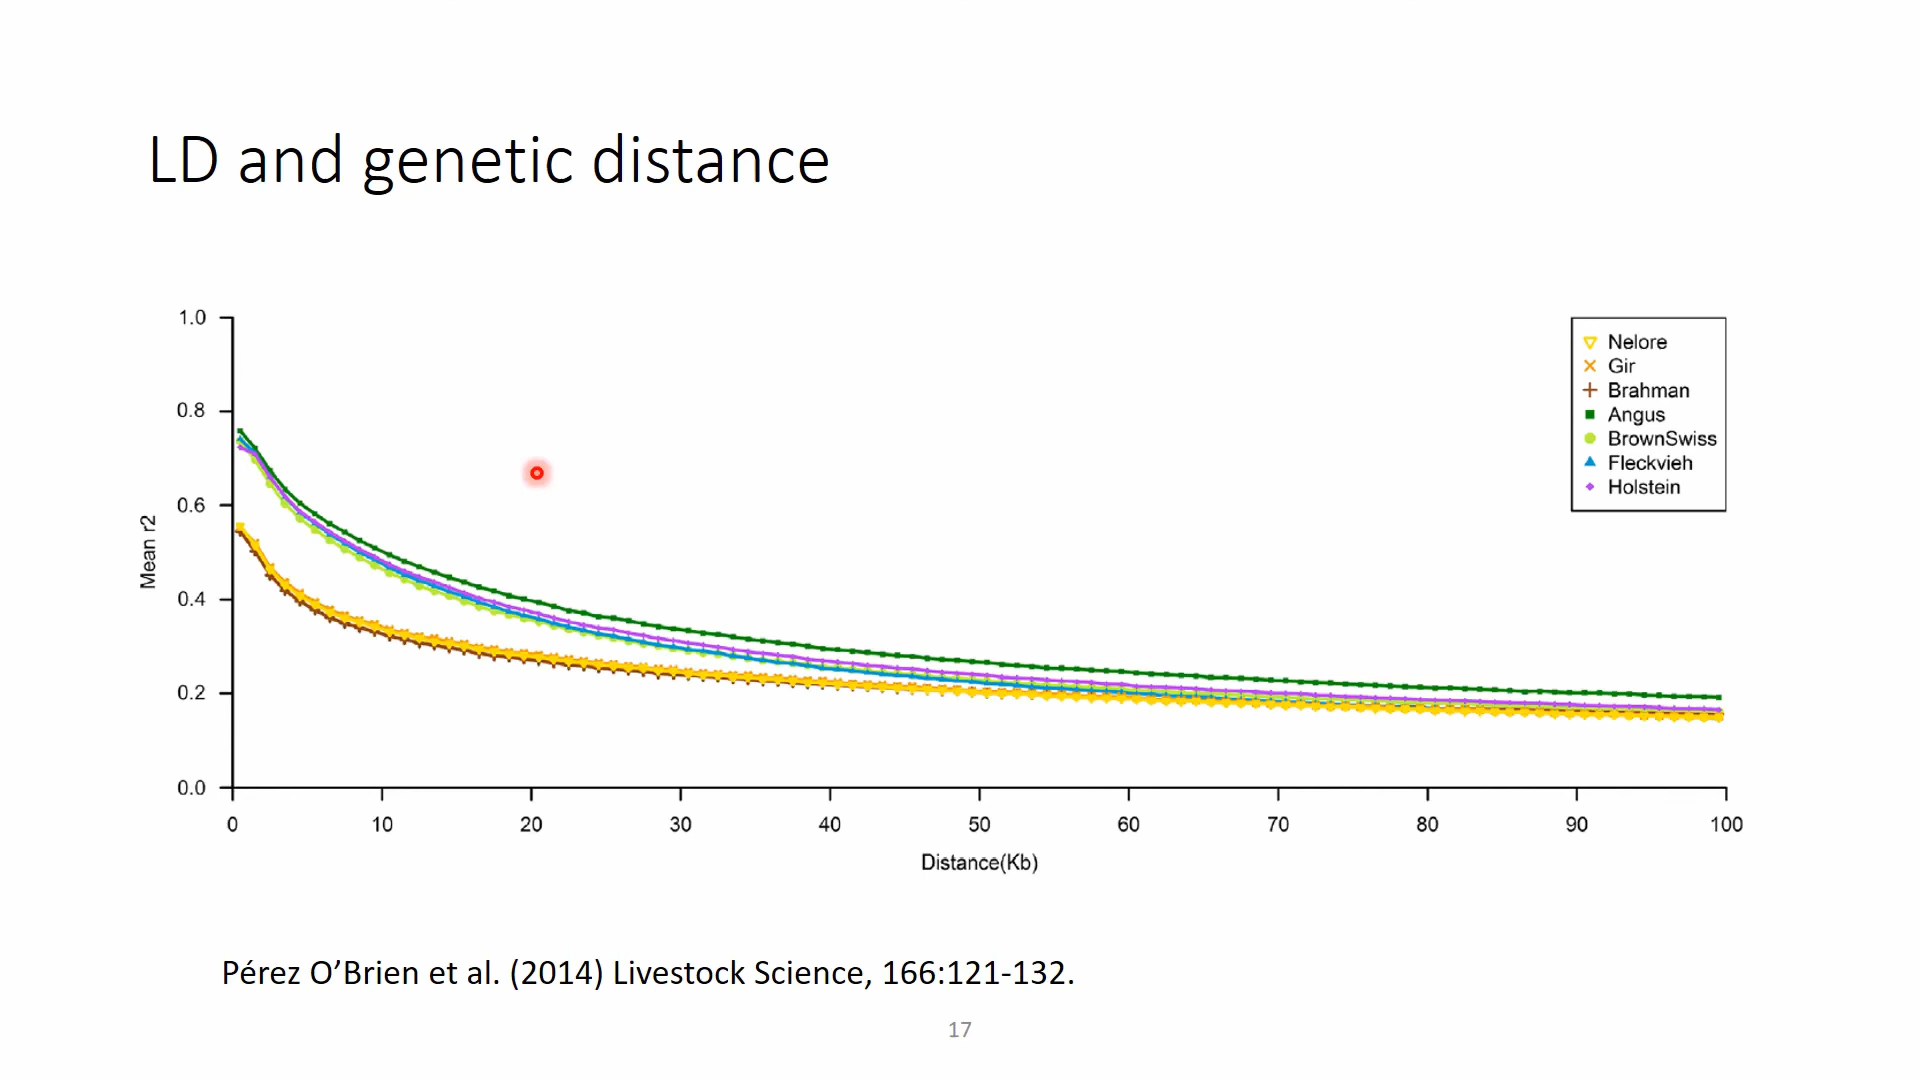 LD and genetic distance
1.0
0.8
0.6
0.4
0.2
0.0
Mean r2
0 10 20 30 40 50 60 70 80 90 100
Distance(Kb)
Nelore
Gir
Brahman
Angus
BrownSwiss
Fleckvieh
Holstein
Pérez O’Brien et al. (2014) Livestock Science, 166:121-132.
17